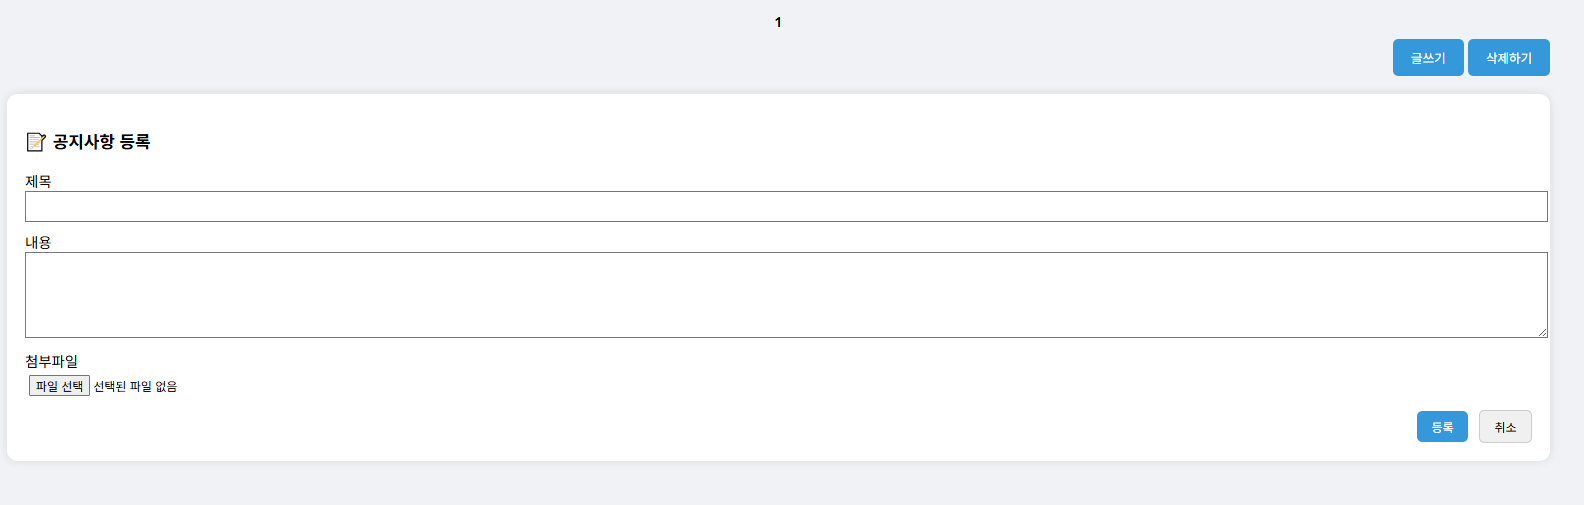 1
글쓰기 삭제하기
📝 공지사항 등록
제목
내용
첨부파일
파일 선택 선택된 파일 없음
등록 취소